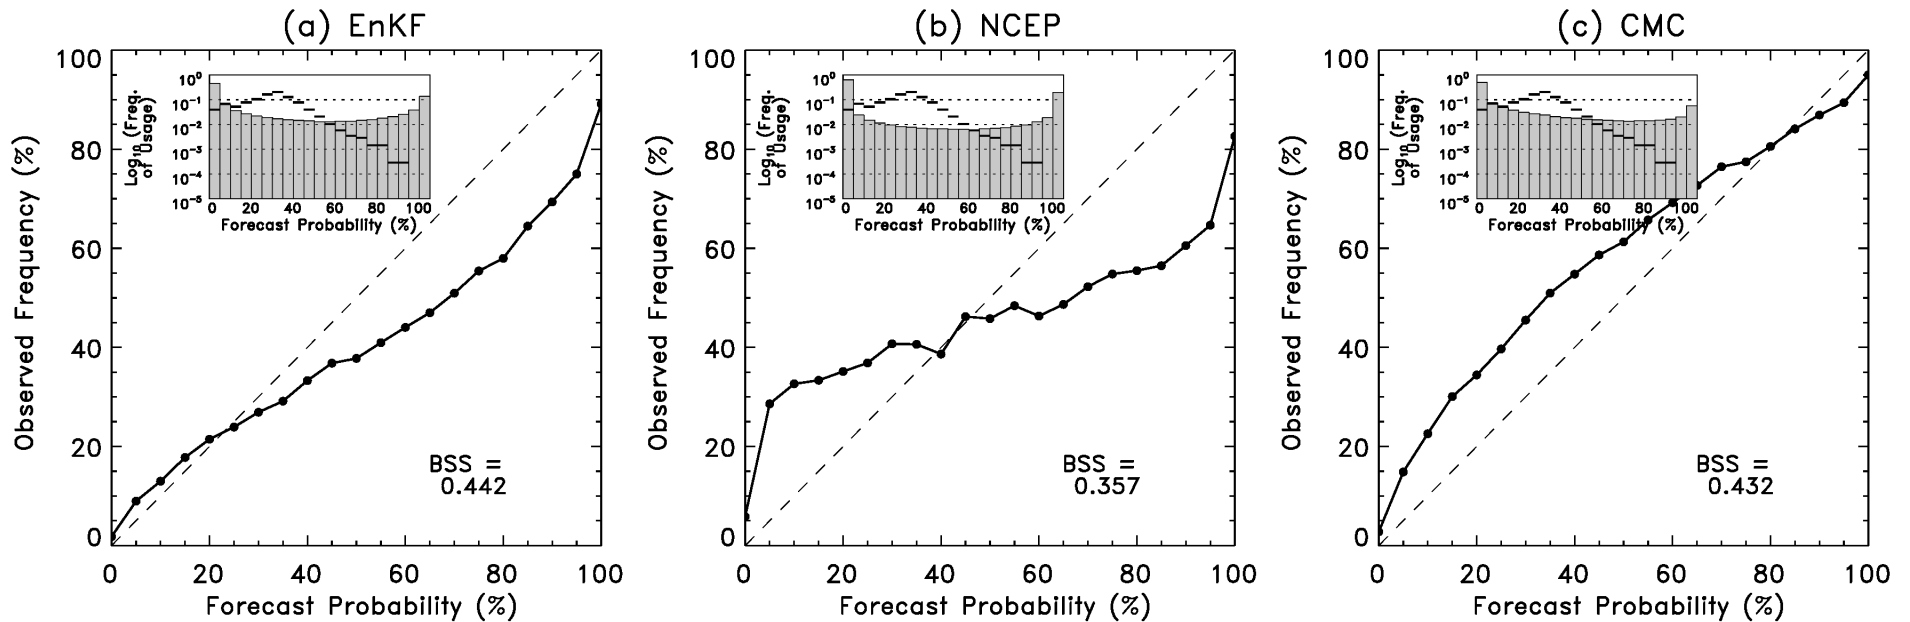 (a) EnKF
100
80
60
40
20
0
Observed Frequency (%)
0 20 40 60 80 100
Forecast Probability (%)
Log10 (Freq.
of Usage)
10^0
10^-1
10^-2
10^-3
10^-4
10^-5
0 20 40 60 80 100
Forecast Probability (%)
BSS =
0.442
(b) NCEP
100
80
60
40
20
0
Observed Frequency (%)
0 20 40 60 80 100
Forecast Probability (%)
Log10 (Freq.
of Usage)
10^0
10^-1
10^-2
10^-3
10^-4
10^-5
0 20 40 60 80 100
Forecast Probability (%)
BSS =
0.357
(c) CMC
100
80
60
40
20
0
Observed Frequency (%)
0 20 40 60 80 100
Forecast Probability (%)
Log10 (Freq.
of Usage)
10^0
10^-1
10^-2
10^-3
10^-4
10^-5
0 20 40 60 80 100
Forecast Probability (%)
BSS =
0.432